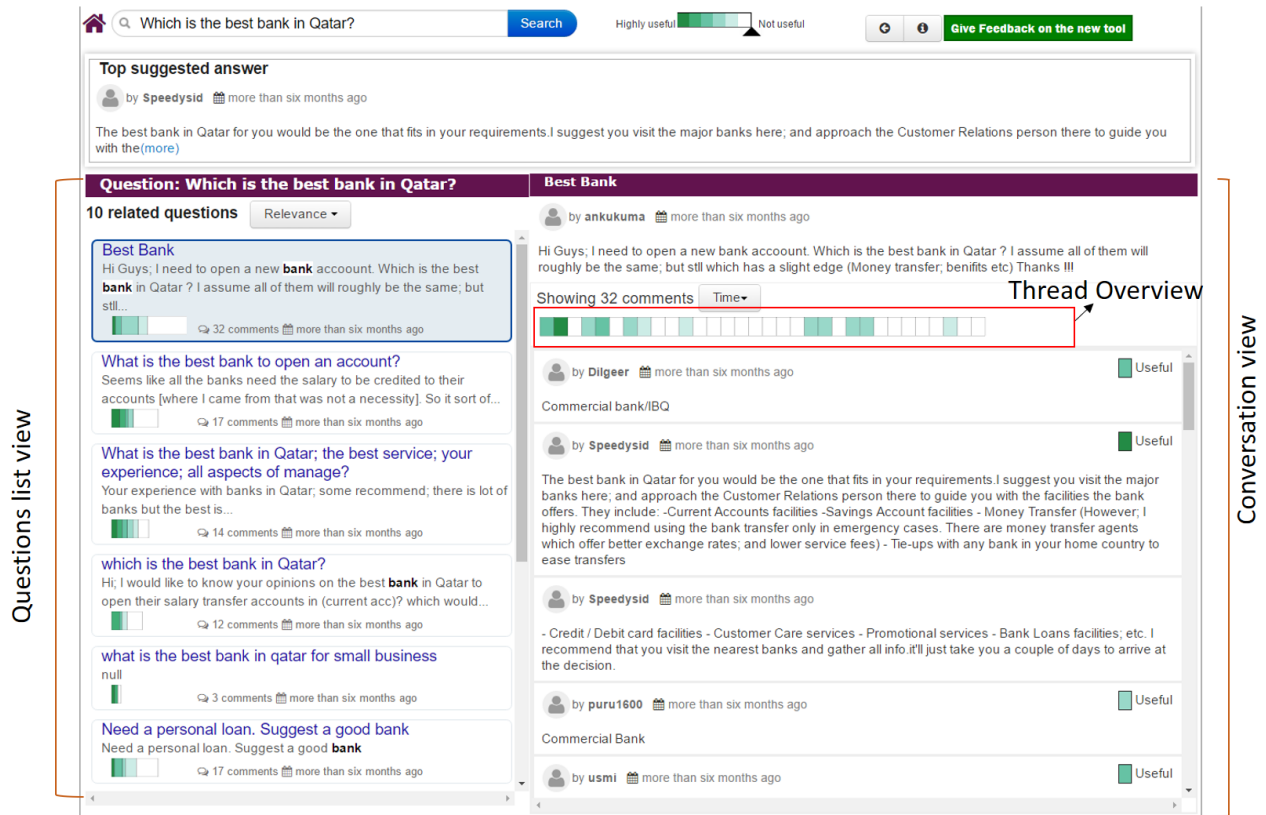 Which is the best bank in Qatar?
Search
Highly useful
Not useful
Give Feedback on the new tool
Top suggested answer
by Speedysid more than six months ago
The best bank in Qatar for you would be the one that fits in your requirements.I suggest you visit the major banks here; and approach the Customer Relations person there to guide you
with the(more)
Question: Which is the best bank in Qatar?
10 related questions Relevance
Best Bank
Hi Guys; I need to open a new bank accoount. Which is the best
bank in Qatar ? I assume all of them will roughly be the same; but
stll...
32 comments more than six months ago
What is the best bank to open an account?
Seems like all the banks need the salary to be credited to their
accounts [where I came from that was not a necessity]. So it sort of...
17 comments more than six months ago
What is the best bank in Qatar; the best service; your
experience; all aspects of manage?
Your experience with banks in Qatar; some recommend; there is lot of
banks but the best is...
14 comments more than six months ago
which is the best bank in Qatar?
Hi; I would like to know your opinions on the best bank in Qatar to
open their salary transfer accounts in (current acc)? which would...
12 comments more than six months ago
what is the best bank in qatar for small business
null
3 comments more than six months ago
Need a personal loan. Suggest a good bank
Need a personal loan. Suggest a good bank
17 comments more than six months ago
Best Bank
by ankukuma more than six months ago
Hi Guys; I need to open a new bank accoount. Which is the best bank in Qatar ? I assume all of them will
roughly be the same; but stll which has a slight edge (Money transfer; benifits etc) Thanks !!!
Showing 32 comments Time
Thread Overview
by Dilgeer more than six months ago
Useful
Commercial bank/IBQ
by Speedysid more than six months ago
Useful
The best bank in Qatar for you would be the one that fits in your requirements.I suggest you visit the major
banks here; and approach the Customer Relations person there to guide you with the facilities the bank
offers. They include: -Current Accounts facilities -Savings Account facilities - Money Transfer (However; I
highly recommend using the bank transfer only in emergency cases. There are money transfer agents
which offer better exchange rates; and lower service fees) - Tie-ups with any bank in your home country to
ease transfers
by Speedysid more than six months ago
- Credit / Debit card facilities - Customer Care services - Promotional services - Bank Loans facilities; etc. I
recommend that you visit the nearest banks and gather all info.it'll just take you a couple of days to arrive at
the decision.
by puru1600 more than six months ago
Useful
Commercial Bank
by usmi more than six months ago
Useful
Questions list view
Conversation view